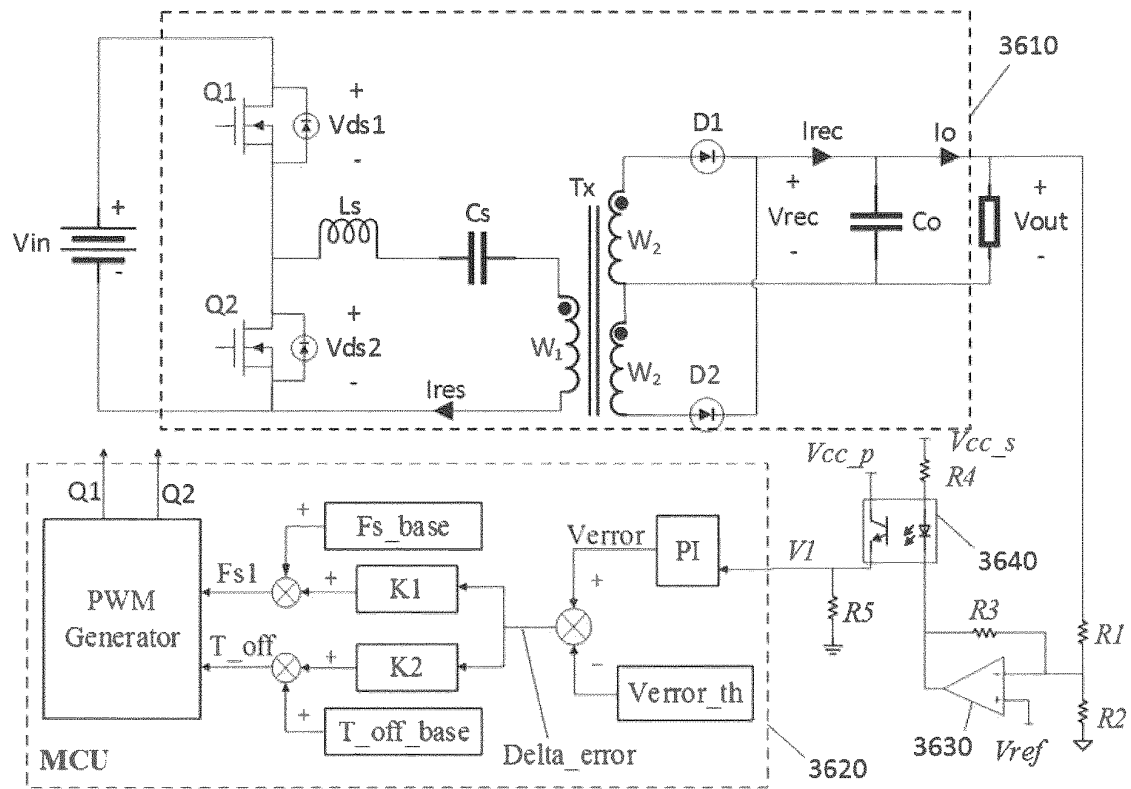 3610
Q1
+
Vds1
-
D1
Irec
Io
Tx
+
Vin
-
Ls
Cs
W2
+
Vrec
-
Co
+
Vout
-
Q2
+
Vds2
-
W1
W2
D2
Ires
Vcc_p
Vcc_s
R4
Q1
Q2
+
Fs_base
Verror
PI
V1
3640
Fs1
+
K1
+
R5
R3
R1
PWM
Generator
T_off
+
K2
-
Verror_th
-
+
R2
+
T_off_base
3630
Vref
MCU
Delta_error
3620